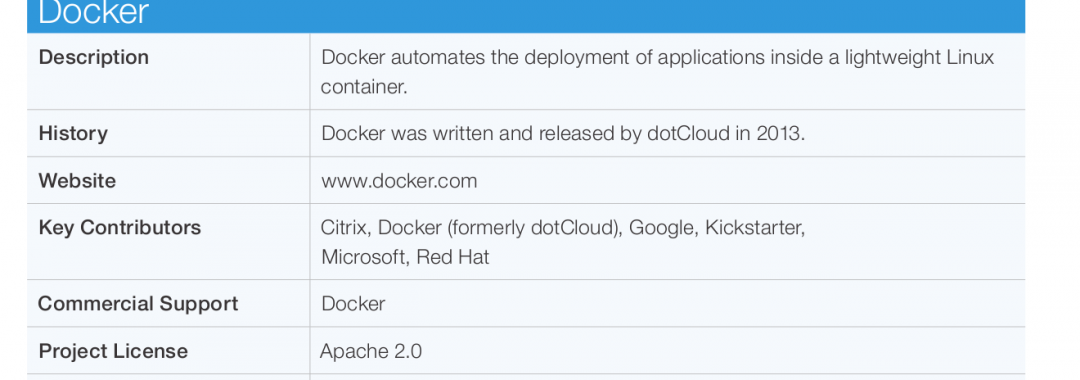 Docker
Description
Docker automates the deployment of applications inside a lightweight Linux
container.
History
Docker was written and released by dotCloud in 2013.
Website
www.docker.com
Key Contributors
Citrix, Docker (formerly dotCloud), Google, Kickstarter,
Microsoft, Red Hat
Commercial Support
Docker
Project License
Apache 2.0